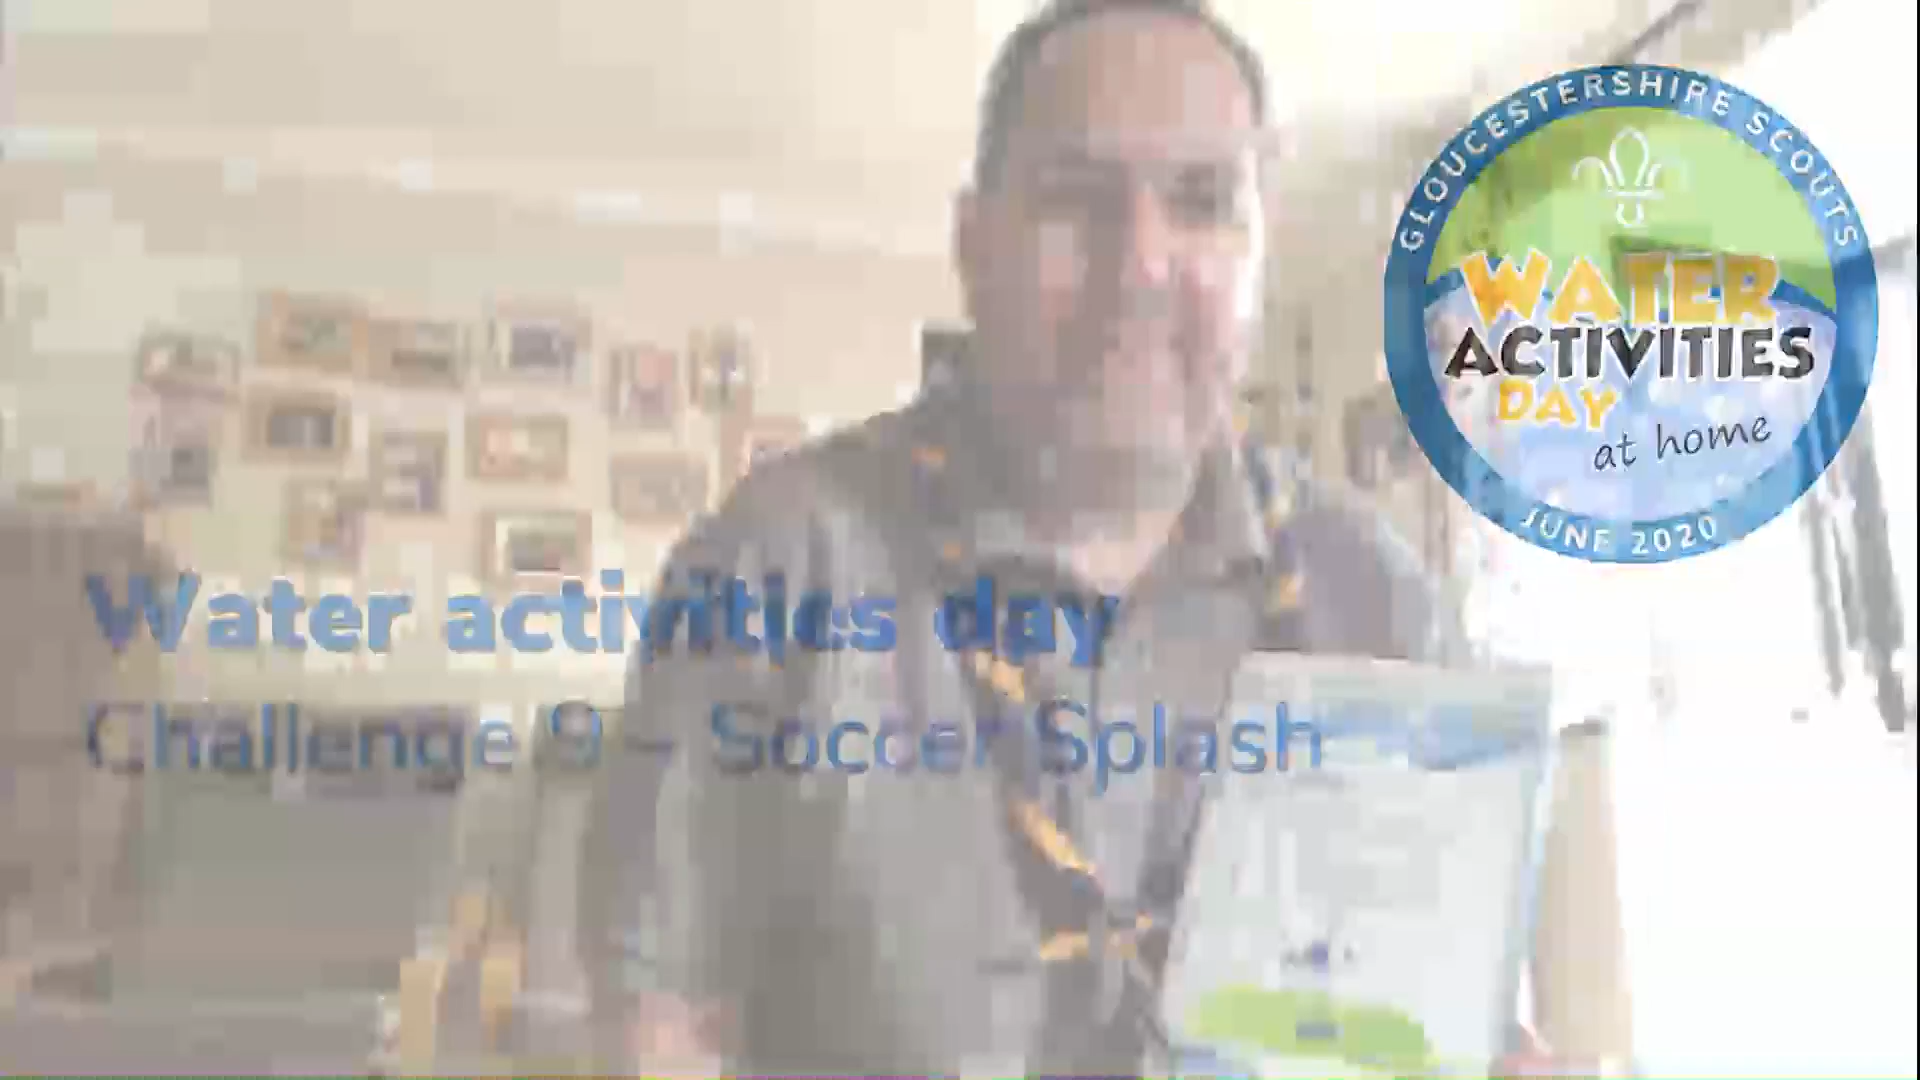 GLOUCESTERSHIRE SCOUTS
WATER
ACTIVITIES
DAY
at home
JUNE 2020
Water activities day
Challenge 9 – Soccer Splash